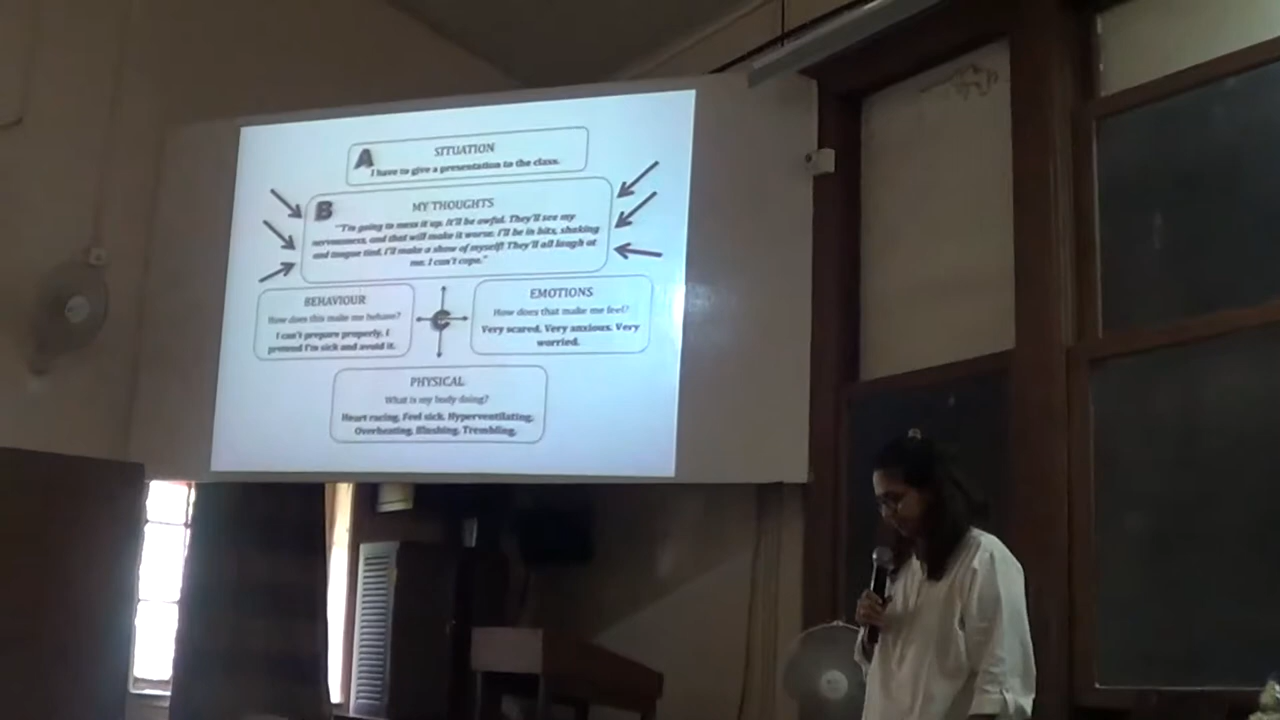 A
SITUATION
I have to give a presentation to the class.
B
MY THOUGHTS
"I'm going to mess it up. It'll be awful. They'll see my
nervousness, and that will make it worse. I'll be in bits, shaking
and tongue tied. I'll make a show of myself! They'll all laugh at
me. I can't cope."
BEHAVIOUR
How does this make me behave?
I can't prepare properly. I
pretend I'm sick and avoid it.
C
EMOTIONS
How does that make me feel?
Very scared. Very anxious. Very
worried.
PHYSICAL
What is my body doing?
Heart racing. Feel sick. Hyperventilating.
Overheating. Blushing. Trembling.